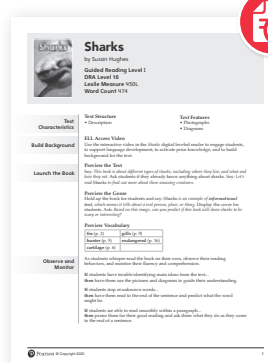 Sharks
Sharks
by Susan Hughes
Guided Reading Level I
DRA Level 16
Lexile Measure 450L
Word Count 414
Text Characteristics
Text Structure
• Description
Text Features
• Photographs
• Diagrams
Build Background
ELL Access Video
Use the interactive video in the Sharks digital leveled reader to engage students,
to support language development, to activate prior knowledge, and to build
background for the text.
Launch the Book
Preview the Text
Say: This book is about different types of sharks, including where they live, and what and
how they eat. Ask students if they already know anything about sharks. Say: Let's
read Sharks to find out more about these amazing creatures.
Preview the Genre
Hold up the book for students and say: Sharks is an example of informational
text, which means it tells about a real person, place, or thing. Display the cover for
students. Ask: Based on this image, can you predict if this book will show sharks to be
scary or interesting?
Preview Vocabulary
fin (p. 2) gills (p. 9)
hunter (p. 5) endangered (p. 16)
cartilage (p. 6)
Observe and Monitor
As students whisper-read the book on their own, observe their reading
behaviors, and monitor their fluency and comprehension.
If students have trouble identifying main ideas from the text...
then have them use the pictures and diagrams to guide their understanding.
If students stop at unknown words...
then have them read to the end of the sentence and predict what the word
might be.
If students are able to read smoothly within a paragraph...
then praise them for their good reading and ask them what they do as they come
to the end of a sentence.
Pearson Copyright 2020
1